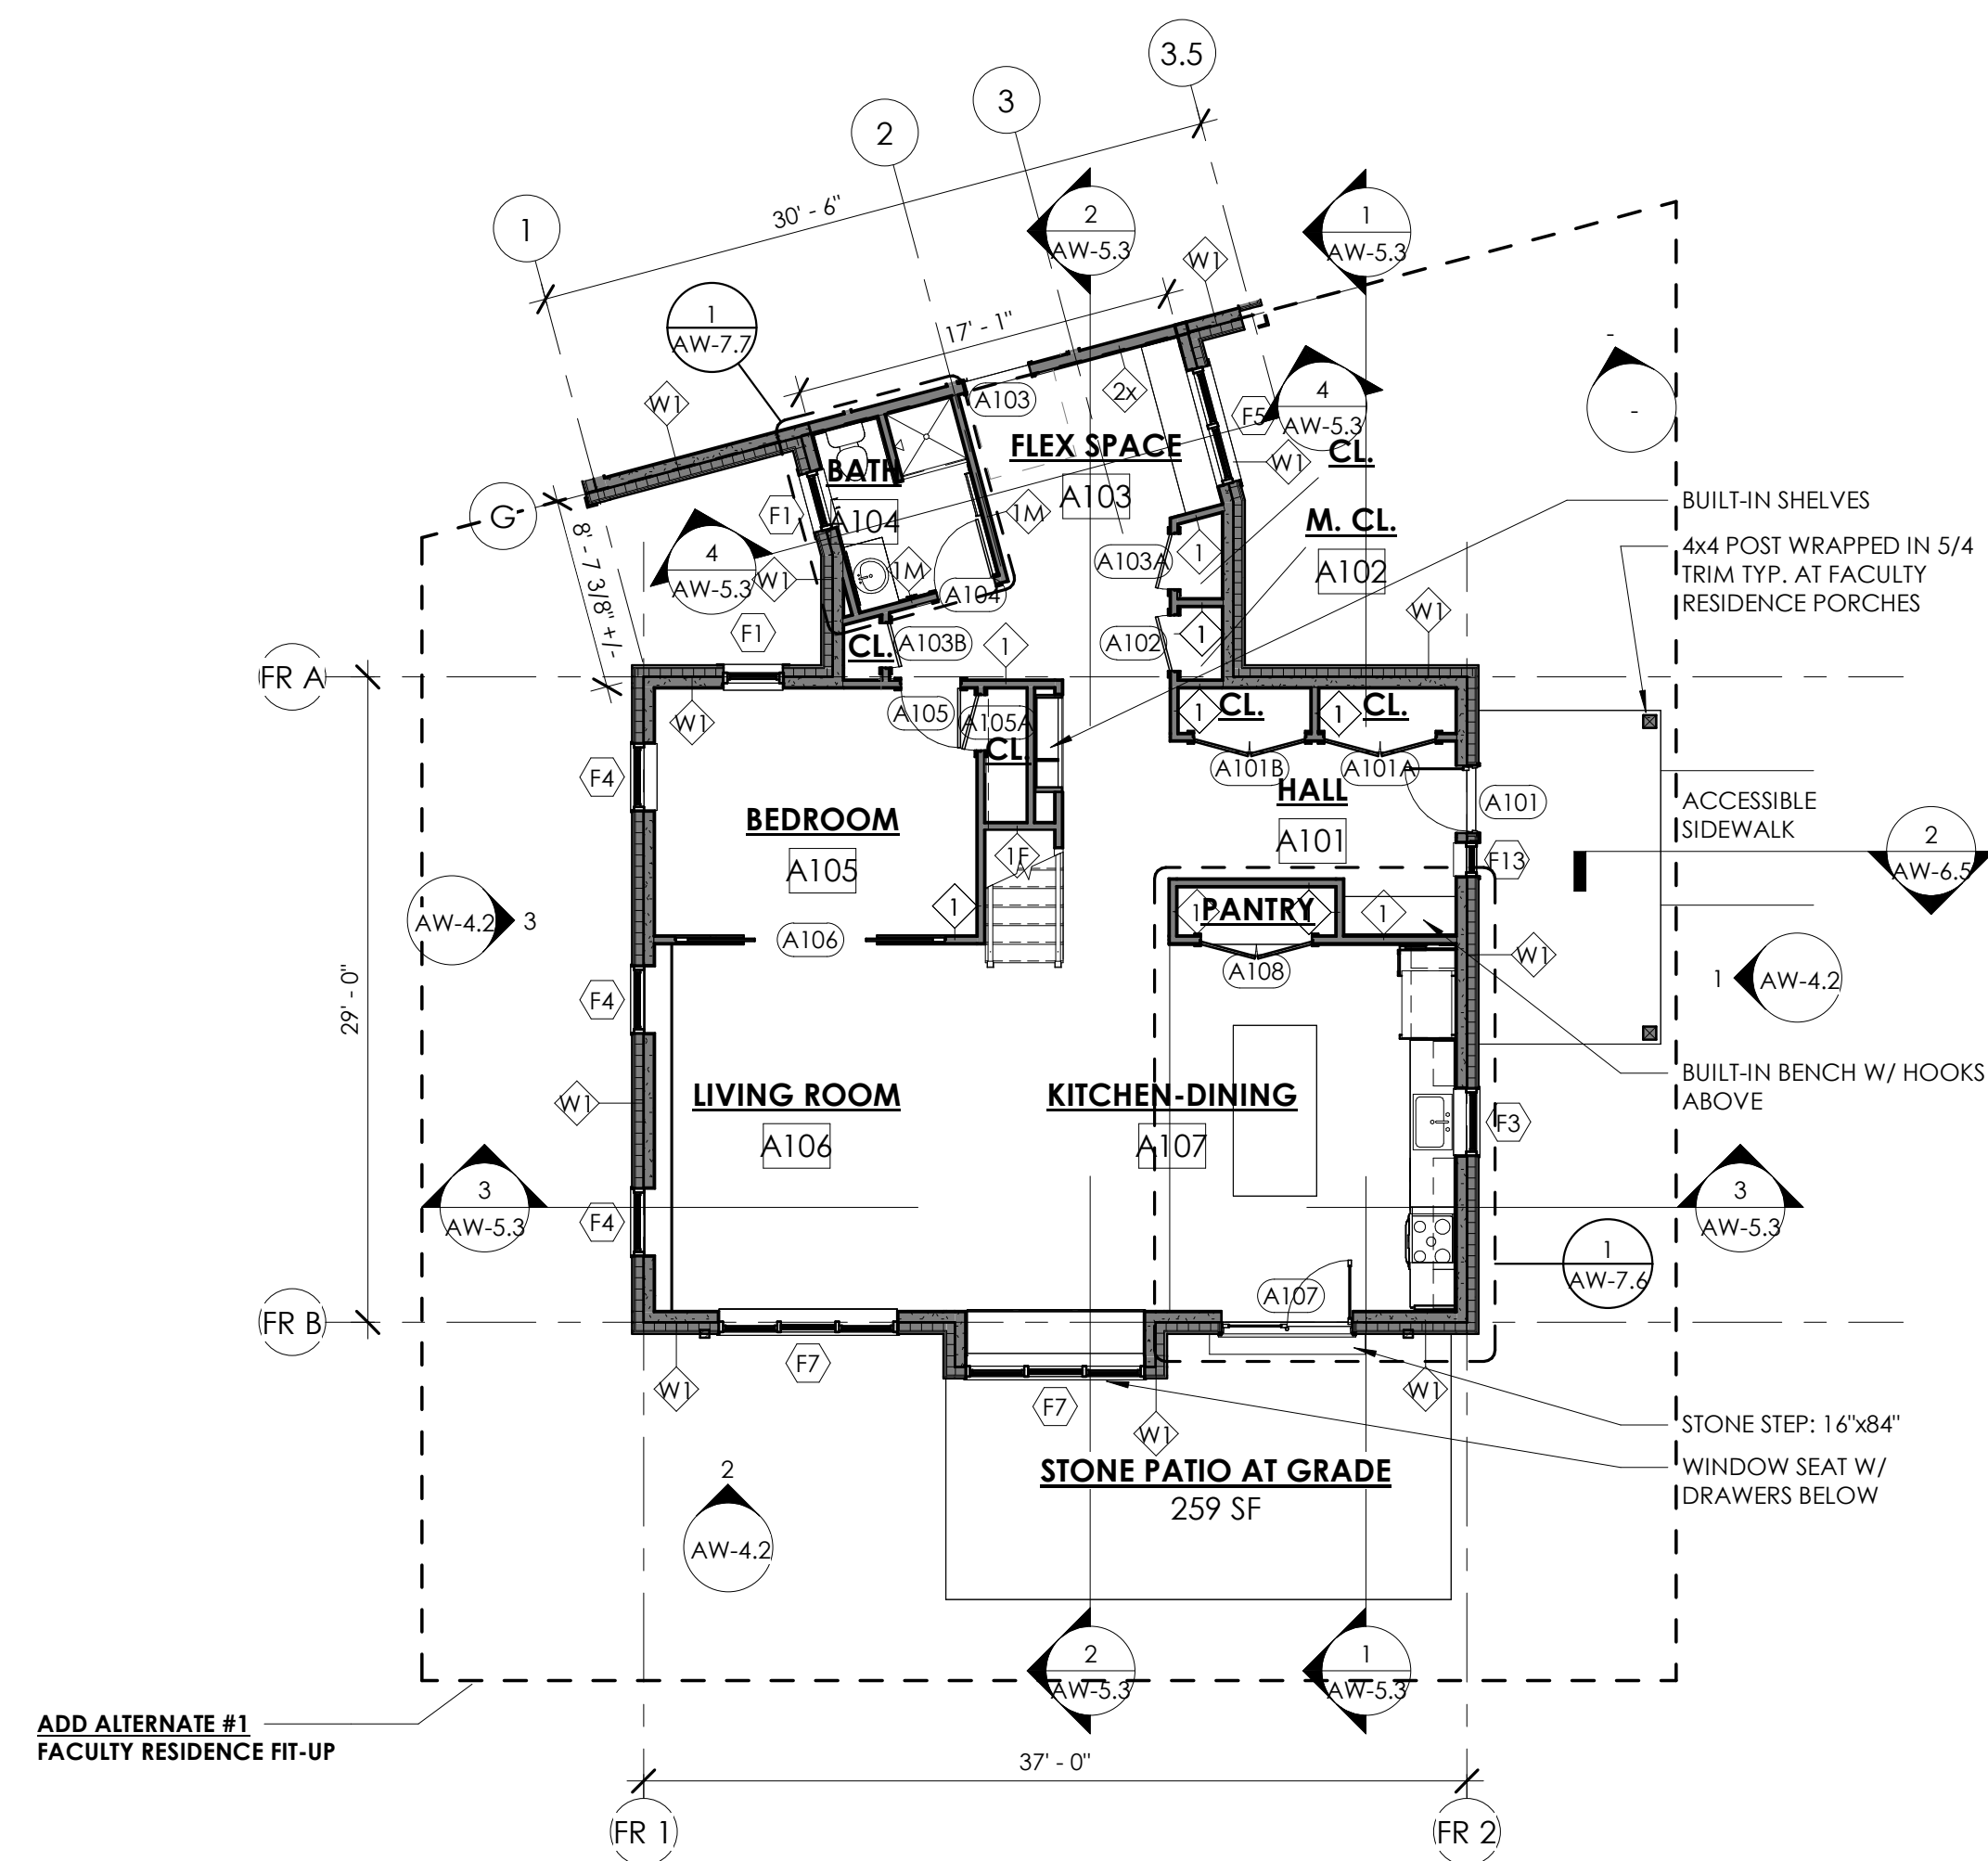 3.5
3
2
1
30' - 6"
2
AW-5.3
1
AW-5.3
W1
1
AW-7.7
17' - 1"
-
-
W1
A103
2x
F5
4
AW-5.3
FLEX SPACE
CL.
BATH
W1
A103
A104
F1
1M
G
BUILT-IN SHELVES
M. CL.
A102
4x4 POST WRAPPED IN 5/4
TRIM TYP. AT FACULTY
RESIDENCE PORCHES
8' - 7 3/8" +/-
4
AW-5.3
W1
1M
A103A
1
A104
W1
F1
CL.
A103B
1
A102
1
FR A
W1
A105
A105A
CL.
1
CL.
1
CL.
F4
A101B
A101A
HALL
A101
A101
ACCESSIBLE
SIDEWALK
BEDROOM
A105
1F
F13
2
AW-6.5
AW-4.2
3
1
1
PANTRY
1
1
A106
W1
A108
1
AW-4.2
F4
29' - 0"
BUILT-IN BENCH W/ HOOKS
ABOVE
LIVING ROOM
KITCHEN-DINING
W1
A106
A107
F3
3
AW-5.3
F4
3
AW-5.3
1
AW-7.6
A107
FR B
F7
W1
F7
W1
W1
STONE STEP: 16"x84"
WINDOW SEAT W/
DRAWERS BELOW
STONE PATIO AT GRADE
259 SF
2
AW-4.2
2
AW-5.3
1
AW-5.3
ADD ALTERNATE #1
FACULTY RESIDENCE FIT-UP
37' - 0"
FR 1
FR 2